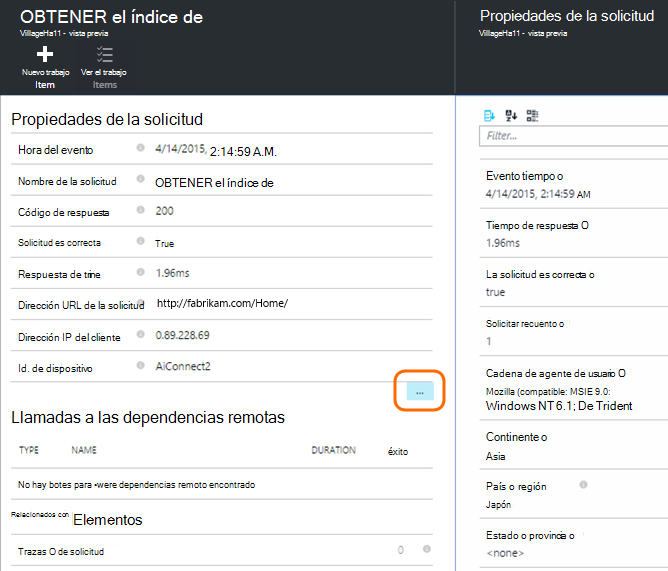 OBTENER el índice de
VillageHa11 - vista previa
Nuevo trabajo
Item
Ver el trabajo
Items
Propiedades de la solicitud
Hora del evento 4/14/2015, 2:14:59 A.M.
Nombre de la solicitud OBTENER el índice de
Código de respuesta 200
Solicitud es correcta True
Respuesta de trine 1.96ms
Dirección URL de la solicitud http://fabrikam.com/Home/
Dirección IP del cliente 0.89.228.69
Id. de dispositivo AiConnect2
...
Llamadas a las dependencias remotas
TYPE NAME DURATION éxito
No hay botes para •were dependencias remoto encontrado
Relacionados con Elementos
Trazas O de solicitud 0
Propiedades de la solicitud
VillageHa11 - vista previa
Filter...
Evento tiempo o
4/14/2015, 2:14:59 AM
Tiempo de respuesta O
1.96ms
La solicitud es correcta o
true
Solicitar recuento o
1
Cadena de agente de usuario O
Mozilla (compatible: MSIE 9.0:
Windows NT 6.1; De Trident
Continente o
Asia
País o región
Japón
Estado o provincia o
<none>